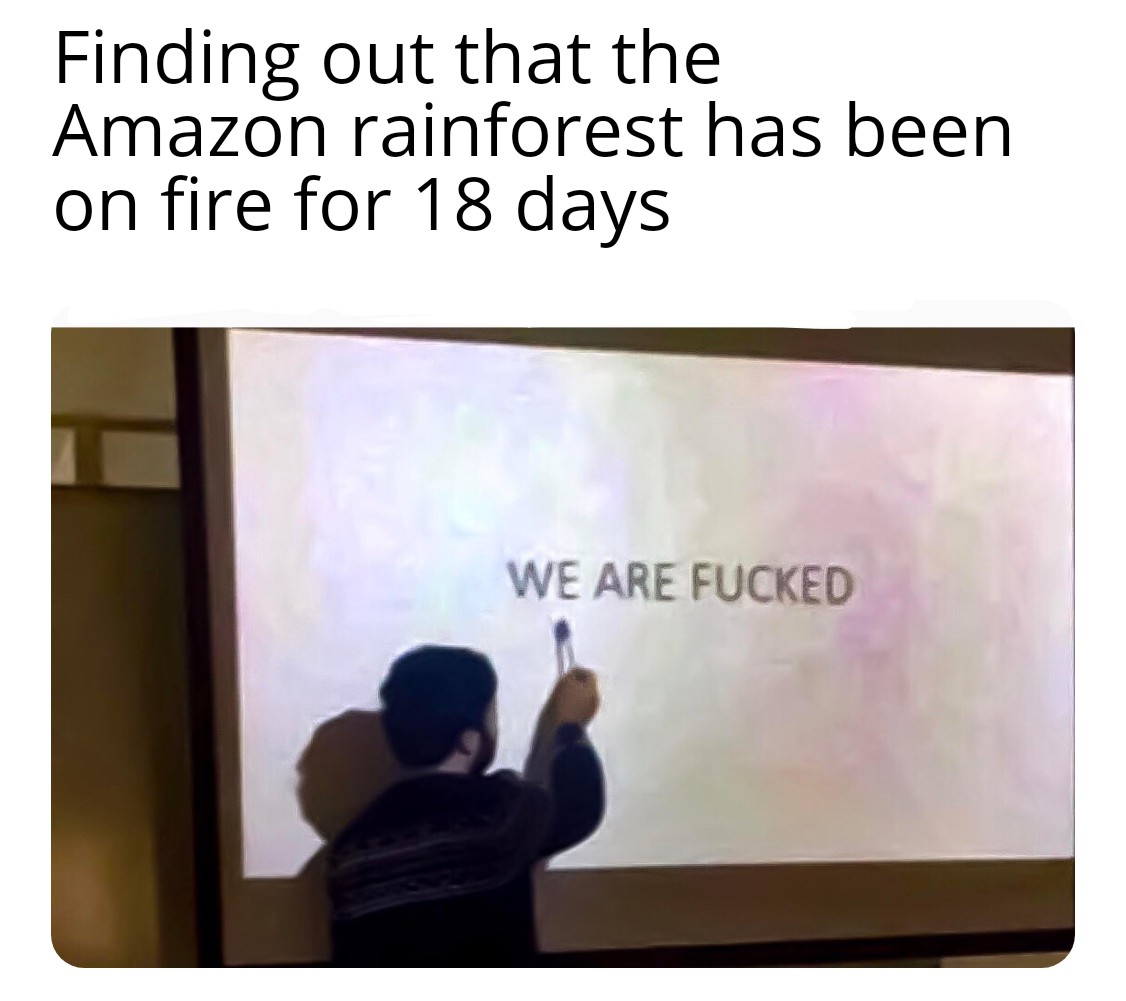 Finding out that the
Amazon rainforest has been
on fire for 18 days
WE ARE FUCKED